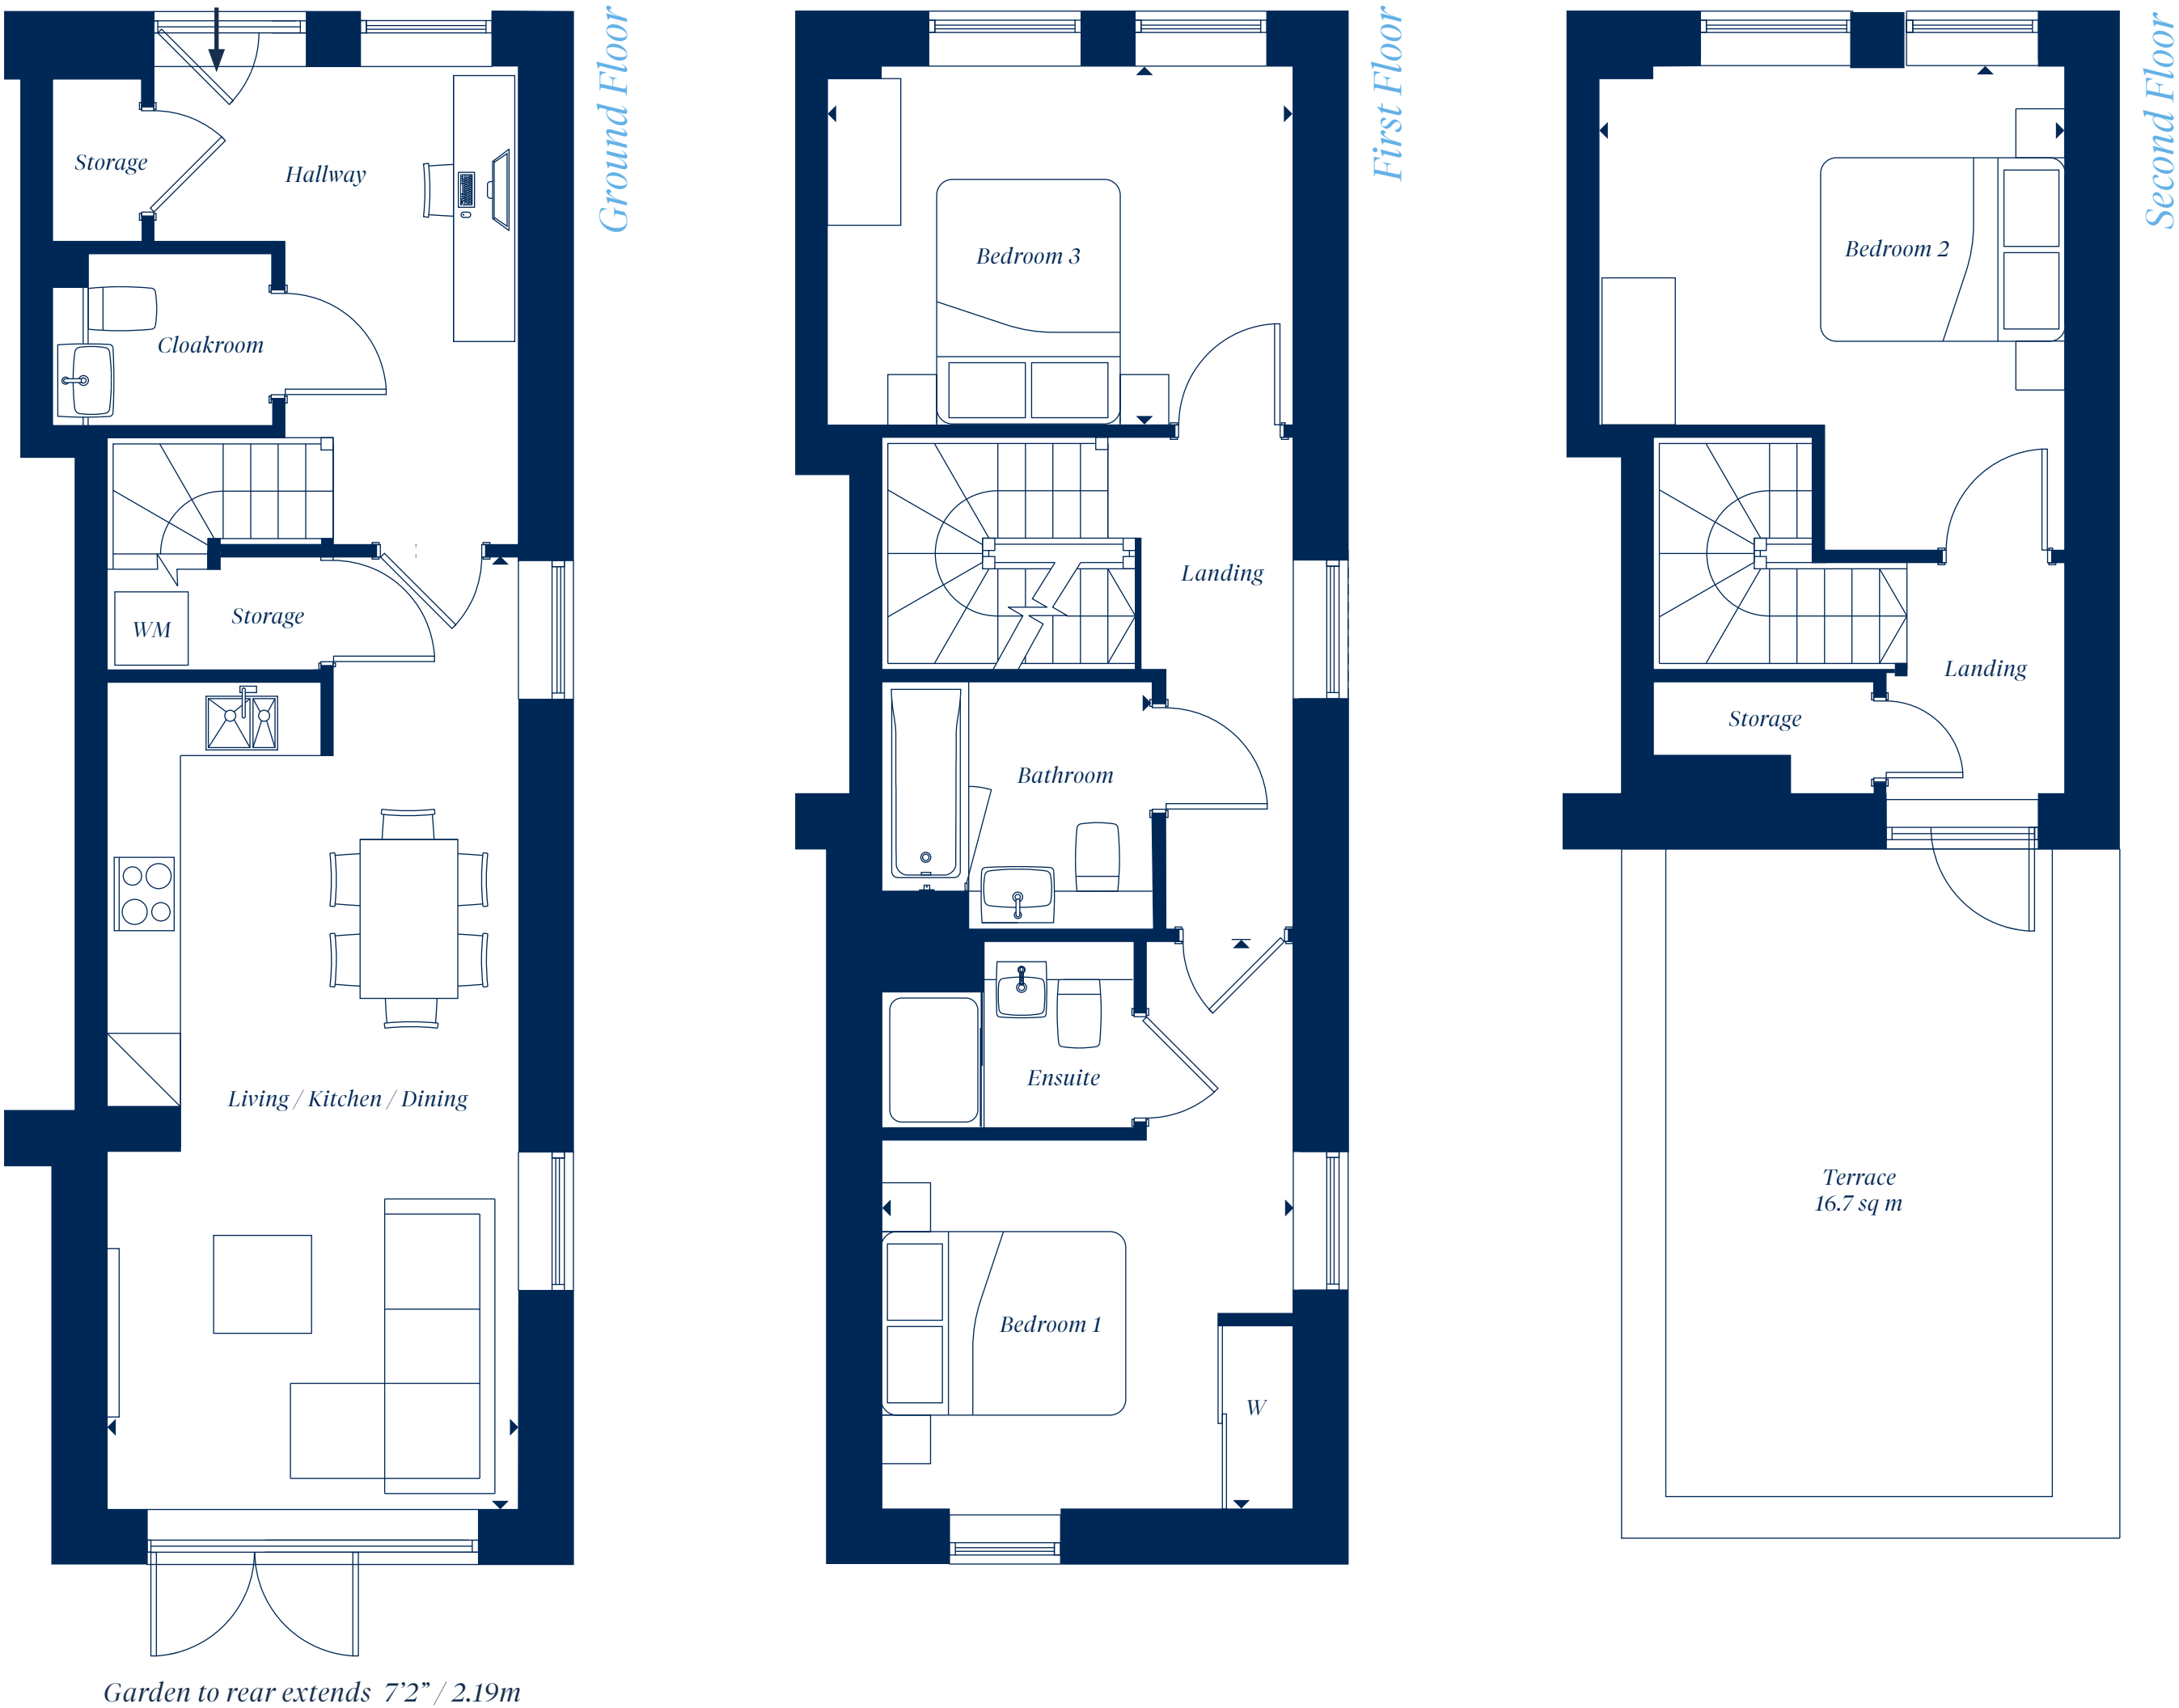 Ground Floor
Storage
Hallway
Cloakroom
WM
Storage
Living / Kitchen / Dining
Garden to rear extends 7’2” / 2.19m
First Floor
Bedroom 3
Landing
Bathroom
Ensuite
Bedroom 1
W
Second Floor
Bedroom 2
Landing
Storage
Terrace
16.7 sq m